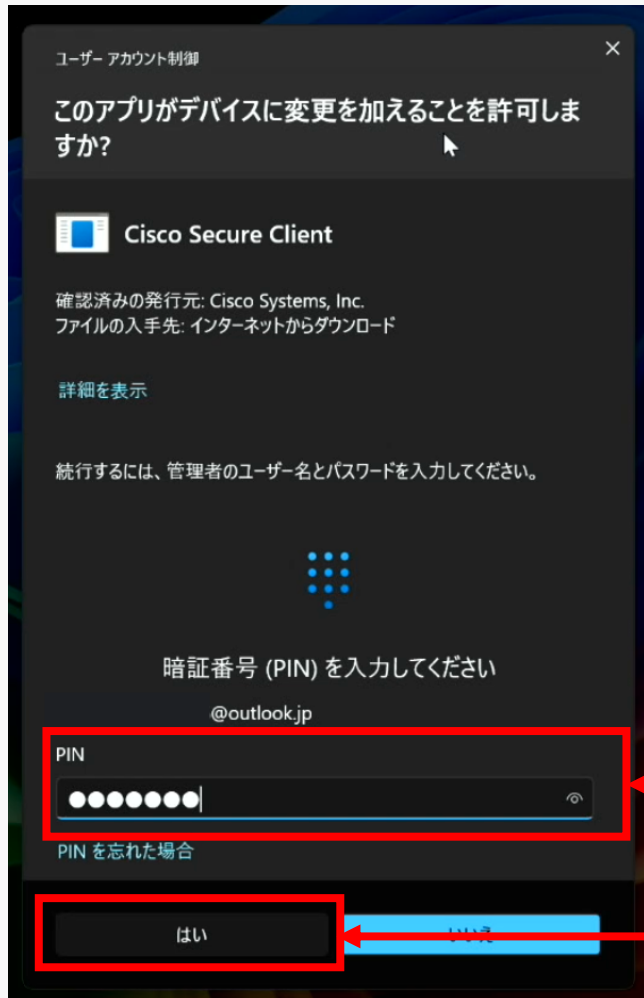 ユーザー アカウント制御
このアプリがデバイスに変更を加えることを許可しま
すか?
Cisco Secure Client
確認済みの発行元: Cisco Systems, Inc.
ファイルの入手先: インターネットからダウンロード
詳細を表示
続行するには、管理者のユーザー名とパスワードを入力してください。
暗証番号 (PIN) を入力してください
@outlook.jp
PIN
●●●●●●●
PIN を忘れた場合
はい
いいえ